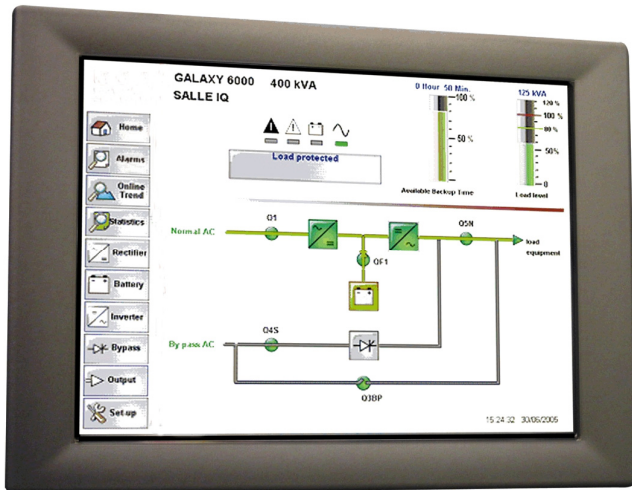 GALAXY 6000 400 kVA
SALLE IQ
0 Hour 50 Min.
100 %
50 %
Available Backup Time
125 kVA
120 %
100 %
80 %
50%
0
Load level
Load protected
Home
Alarms
Online
Trend
Statistics
Rectifier
Battery
Inverter
Bypass
Output
Set-up
Normal AC
Q1
Q5N
QF1
load
equipment
By pass AC
Q4S
Q3BP
15:24:32 30/06/2005